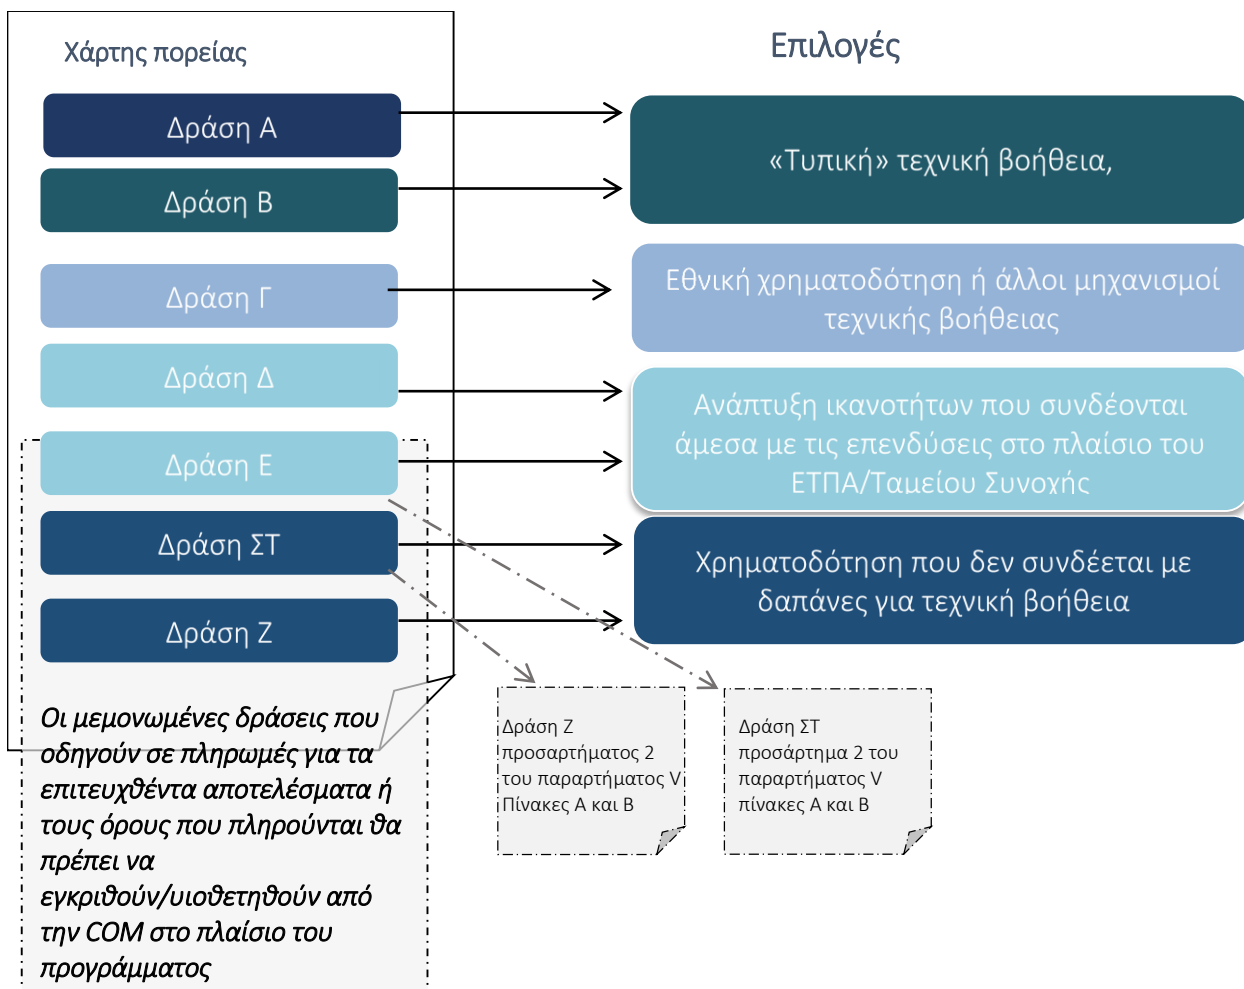 Χάρτης πορείας
Επιλογές
Δράση Α
Δράση Β
Δράση Γ
Δράση Δ
Δράση Ε
Δράση ΣΤ
Δράση Ζ
«Τυπική» τεχνική βοήθεια,
Εθνική χρηματοδότηση ή άλλοι μηχανισμοί
τεχνικής βοήθειας
Ανάπτυξη ικανοτήτων που συνδέονται
άμεσα με τις επενδύσεις στο πλαίσιο του
ΕΤΠΑ/Ταμείου Συνοχής
Χρηματοδότηση που δεν συνδέεται με
δαπάνες για τεχνική βοήθεια
Οι μεμονωμένες δράσεις που
οδηγούν σε πληρωμές για τα
επιτευχθέντα αποτελέσματα ή
τους όρους που πληρούνται θα
πρέπει να
εγκριθούν/υιοθετηθούν από
την COM στο πλαίσιο του
προγράμματος
Δράση Ζ
προσαρτήματος 2
του παραρτήματος V
Πίνακες Α και Β
Δράση ΣΤ
προσάρτημα 2 του
παραρτήματος V
πίνακες Α και Β